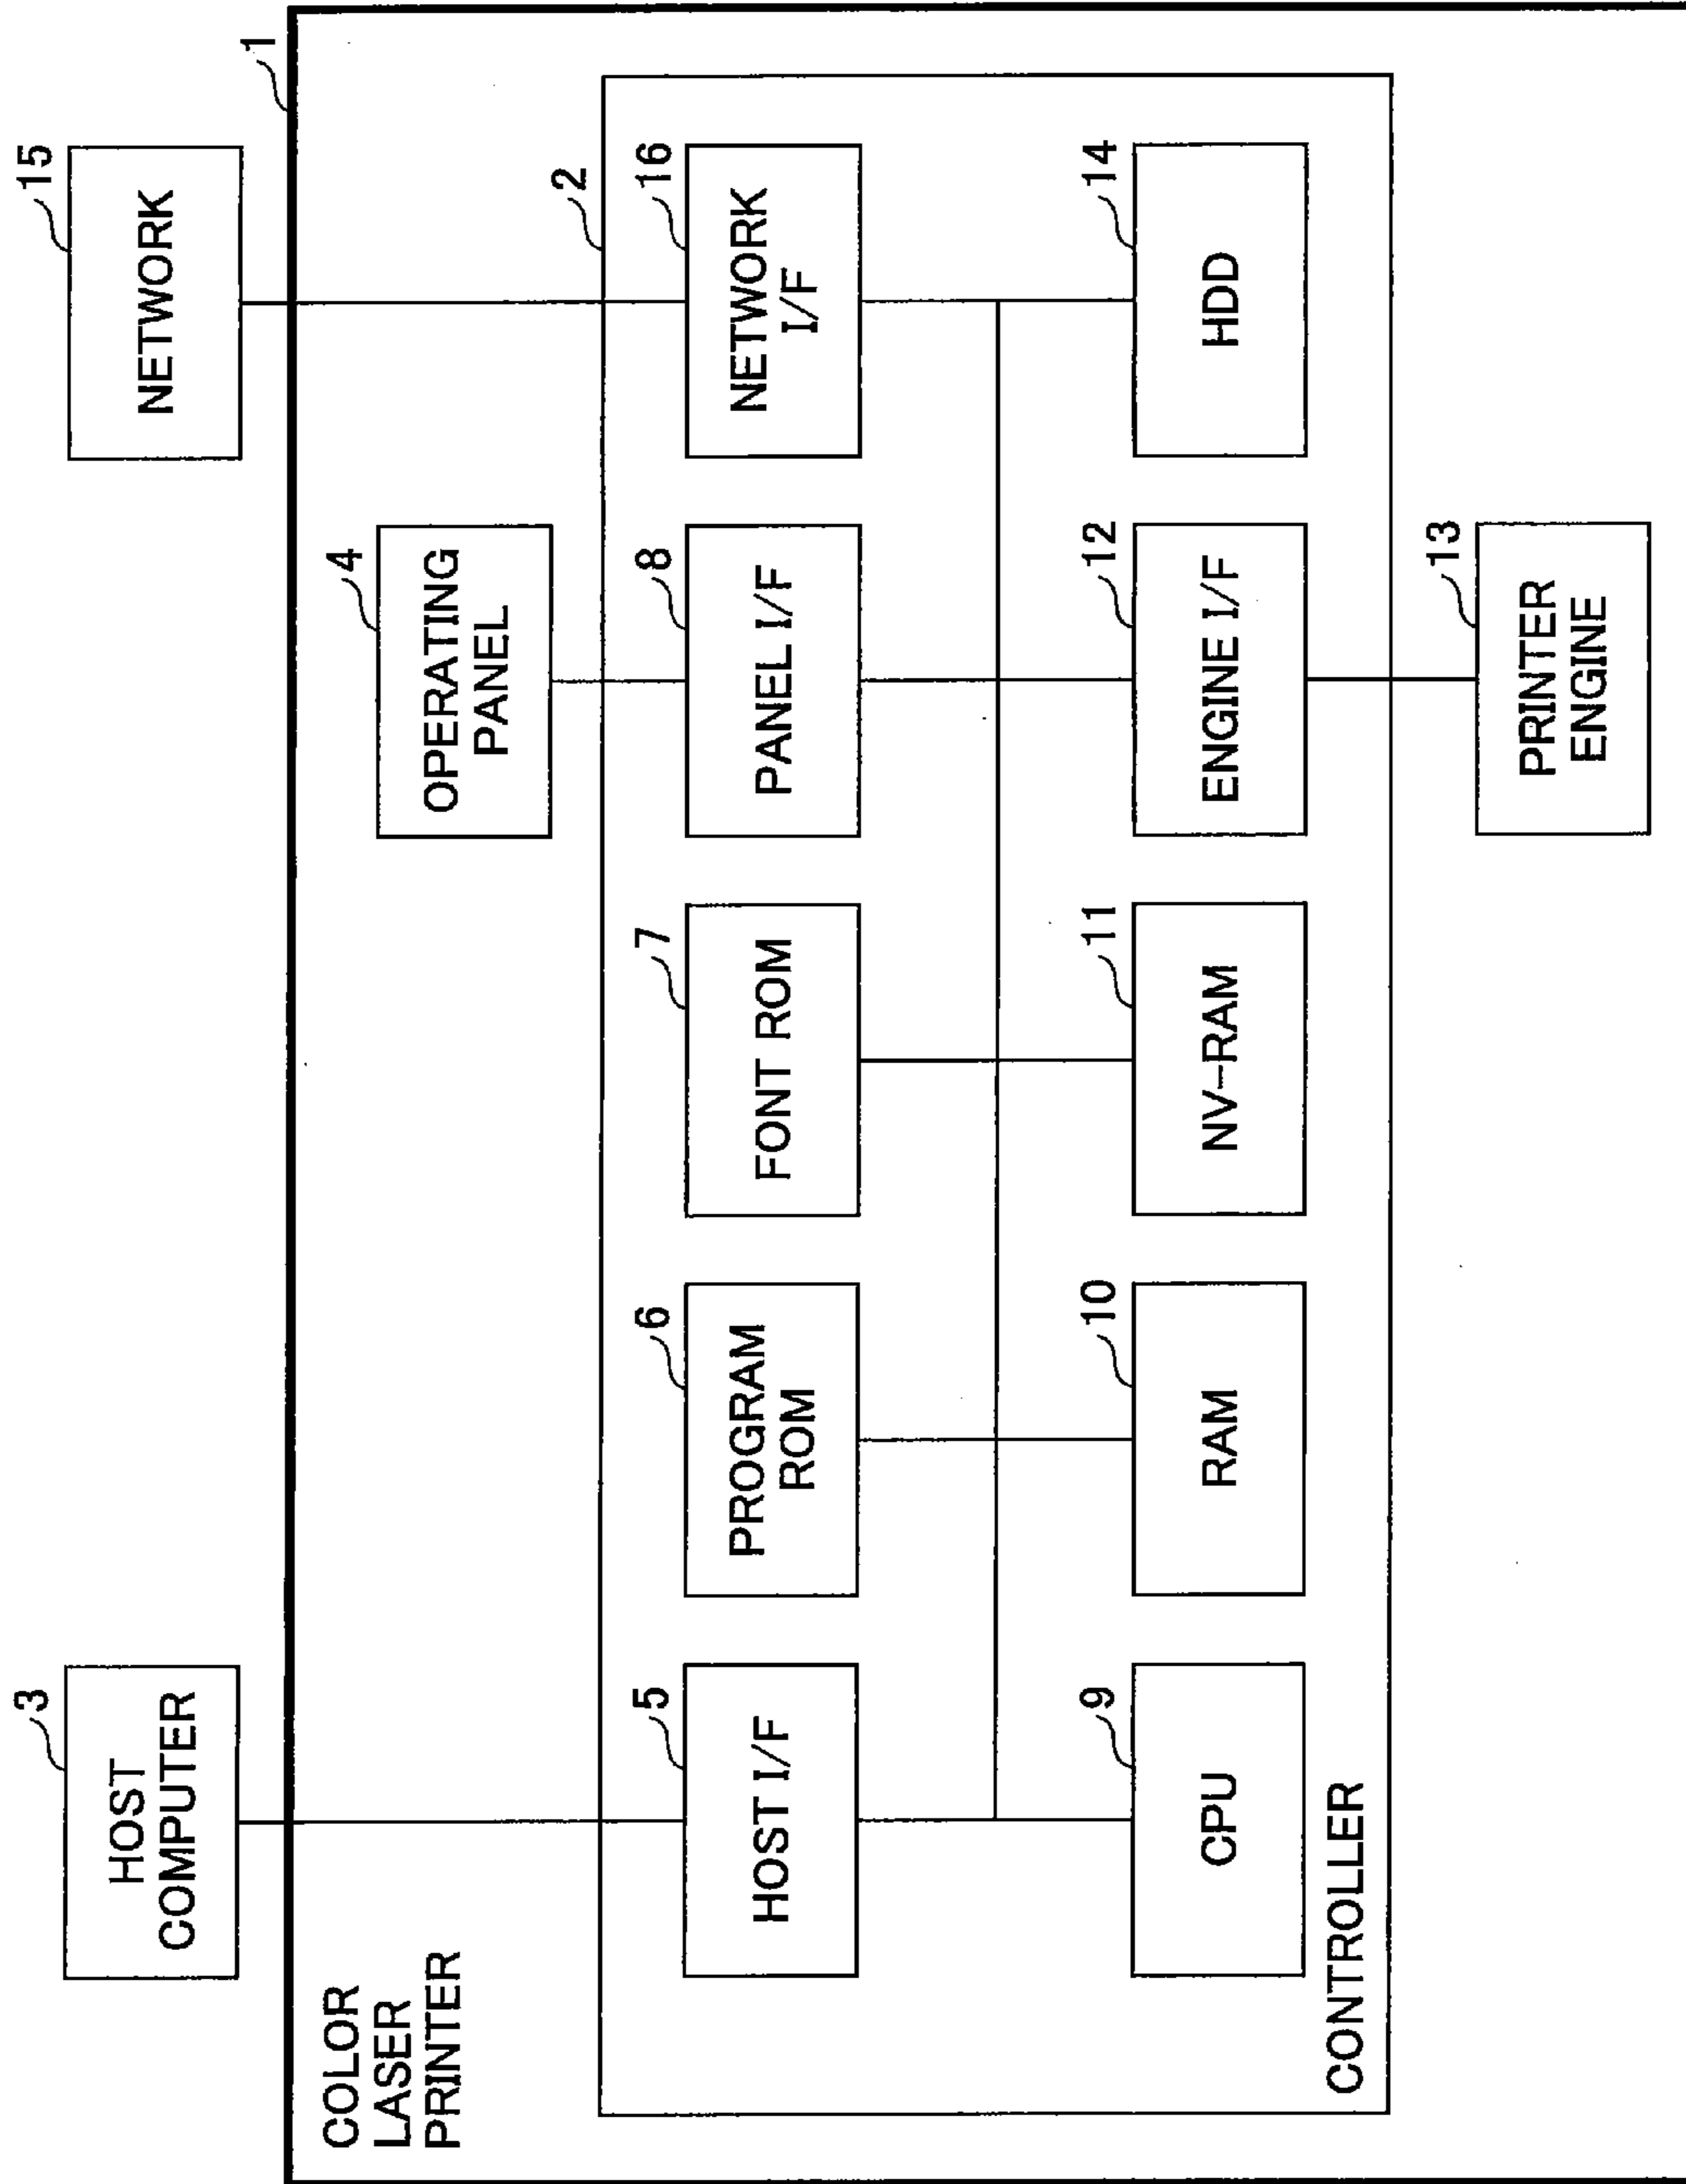 3
HOST
COMPUTER
15
NETWORK
1
COLOR
LASER
PRINTER
4
OPERATING
PANEL
2
5
HOST I/F
6
PROGRAM
ROM
7
FONT ROM
8
PANEL I/F
16
NETWORK
I/F
9
CPU
10
RAM
11
NV-RAM
12
ENGINE I/F
14
HDD
CONTROLLER
13
PRINTER
ENGINE